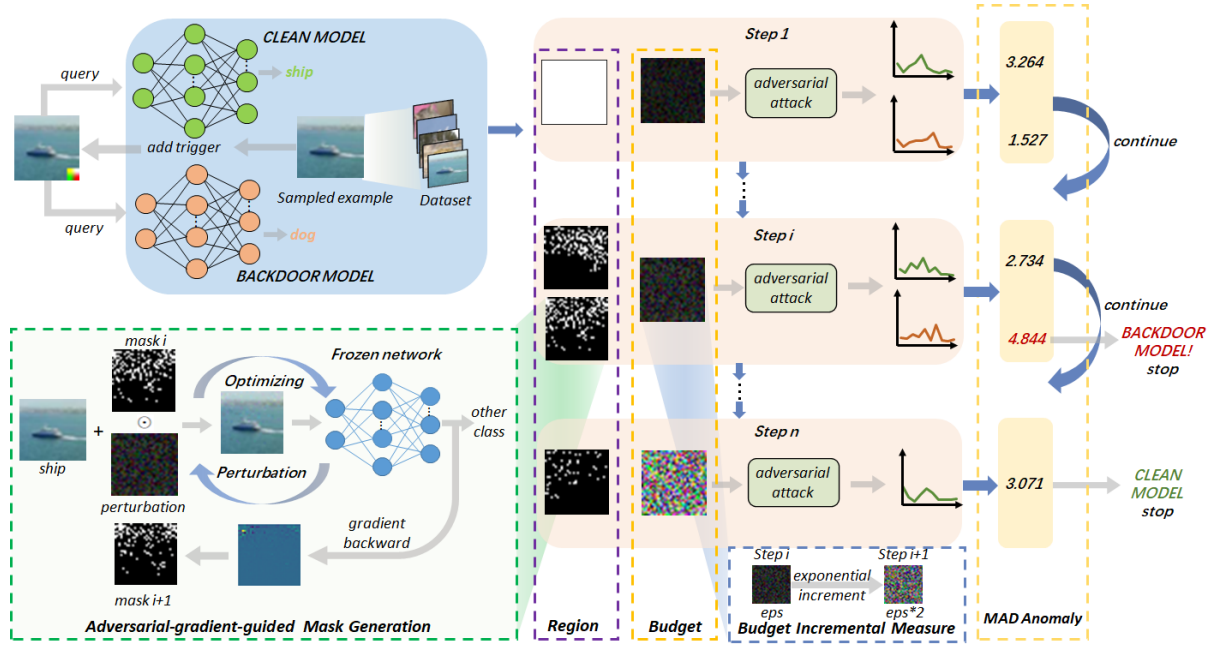 CLEAN MODEL
query
ship
add trigger
Sampled example
Dataset
query
dog
BACKDOOR MODEL
Step 1
adversarial
attack
3.264
1.527
continue
Step i
adversarial
attack
2.734
continue
4.844
BACKDOOR
MODEL!
stop
Step n
adversarial
attack
3.071
CLEAN
MODEL
stop
mask i
Frozen network
Optimizing
+
⊙
other
class
ship
Perturbation
perturbation
gradient
backward
mask i+1
Adversarial-gradient-guided Mask Generation
Region
Budget
Step i
Step i+1
exponential
increment
eps
eps*2
Budget Incremental Measure
MAD Anomaly